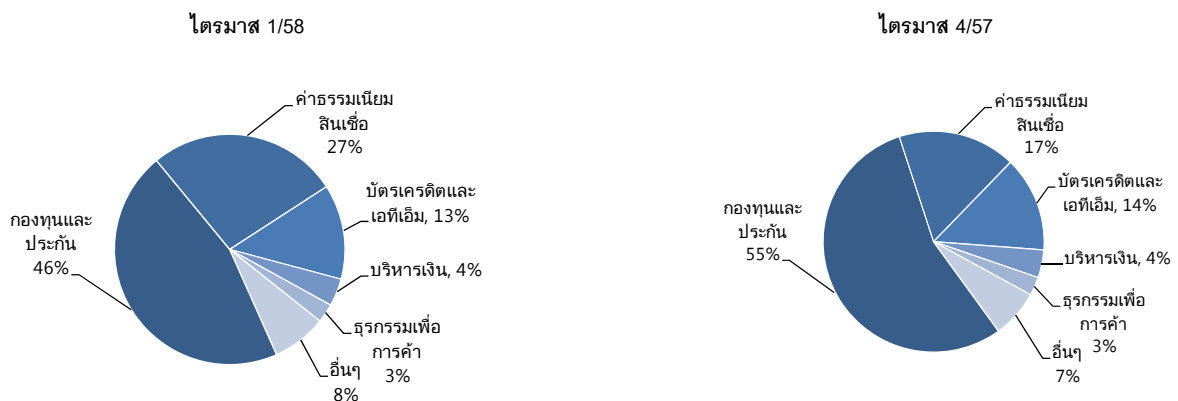 ไตรมาส 1/58
ค่าธรรมเนียม
สินเชื่อ
27%
บัตรเครดิตและ
เอทีเอ็ม, 13%
บริหารเงิน, 4%
ธุรกรรมเพื่อ
การค้า
3%
อื่นๆ
8%
กองทุนและ
ประกัน
46%
ไตรมาส 4/57
ค่าธรรมเนียม
สินเชื่อ
17%
บัตรเครดิตและ
เอทีเอ็ม, 14%
บริหารเงิน, 4%
ธุรกรรมเพื่อ
การค้า
3%
อื่นๆ
7%
กองทุนและ
ประกัน
55%